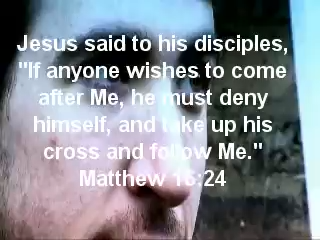 Jesus said to his disciples,
"If anyone wishes to come
after Me, he must deny
himself, and take up his
cross and follow Me."
Matthew 16:24